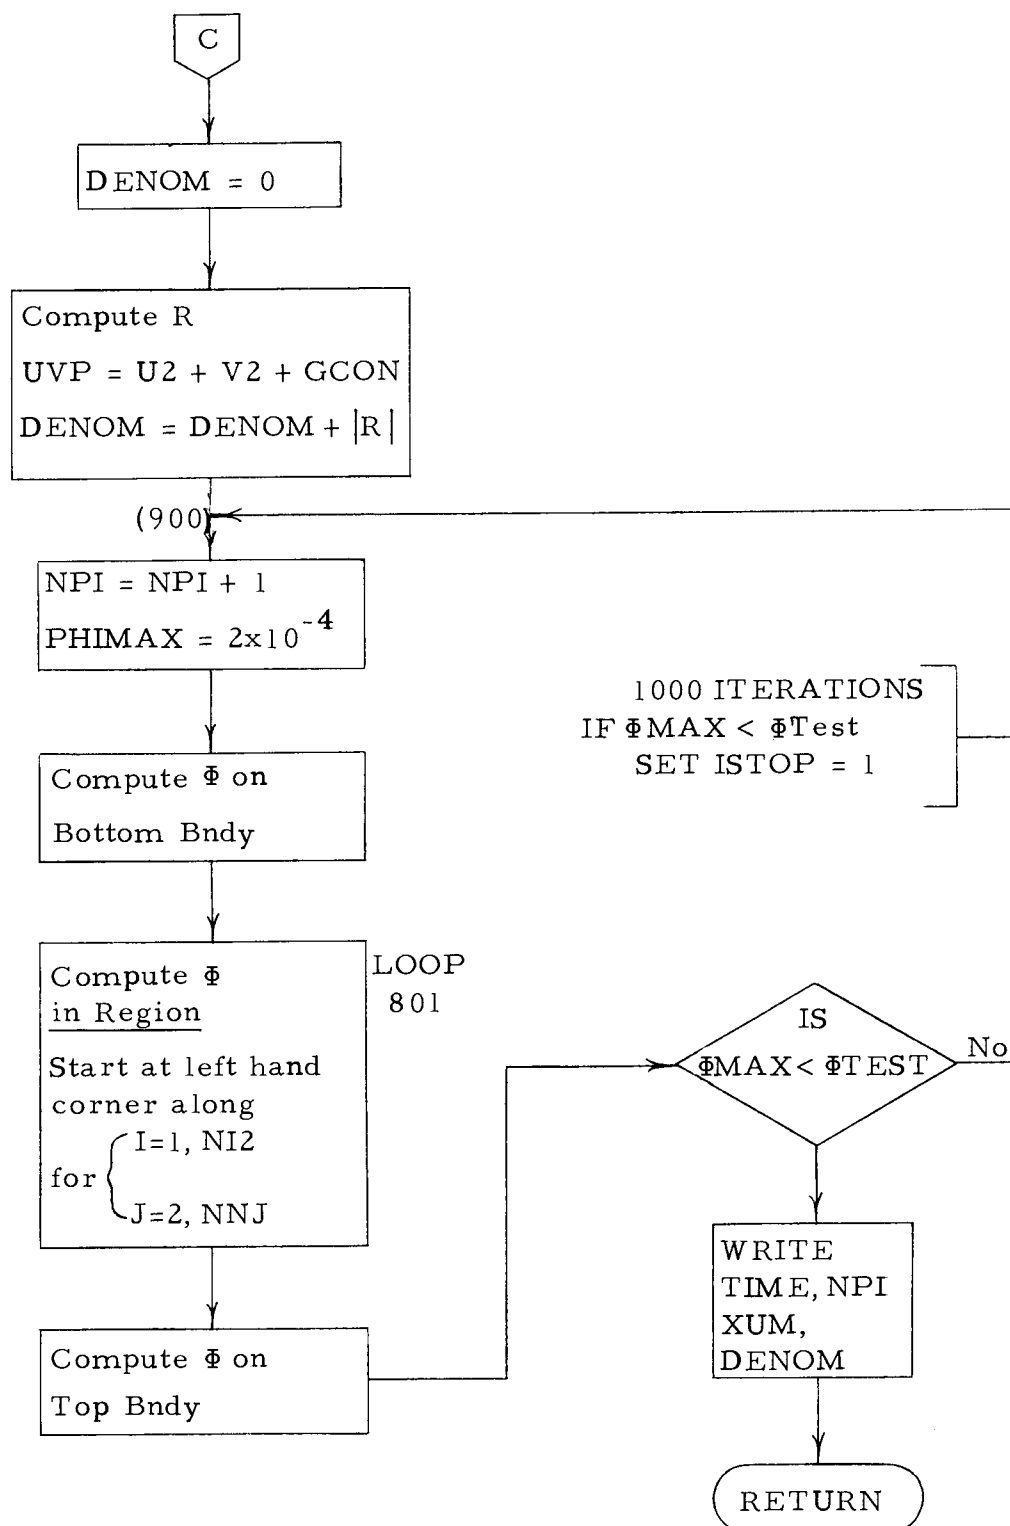 C
DENOM = 0
Compute R
UVP = U2 + V2 + GCON
DENOM = DENOM + |R|
(900)
NPI = NPI + 1
PHIMAX = 2x10^-4
Compute Φ on
Bottom Bndy
Compute Φ
in Region
Start at left hand
corner along
for { I=1, NI2
J=2, NNJ
LOOP
801
Compute Φ on
Top Bndy
1000 ITERATIONS
IF ΦMAX < ΦTest
SET ISTOP = 1
IS
ΦMAX < ΦTEST
No
WRITE
TIME, NPI
XUM,
DENOM
RETURN